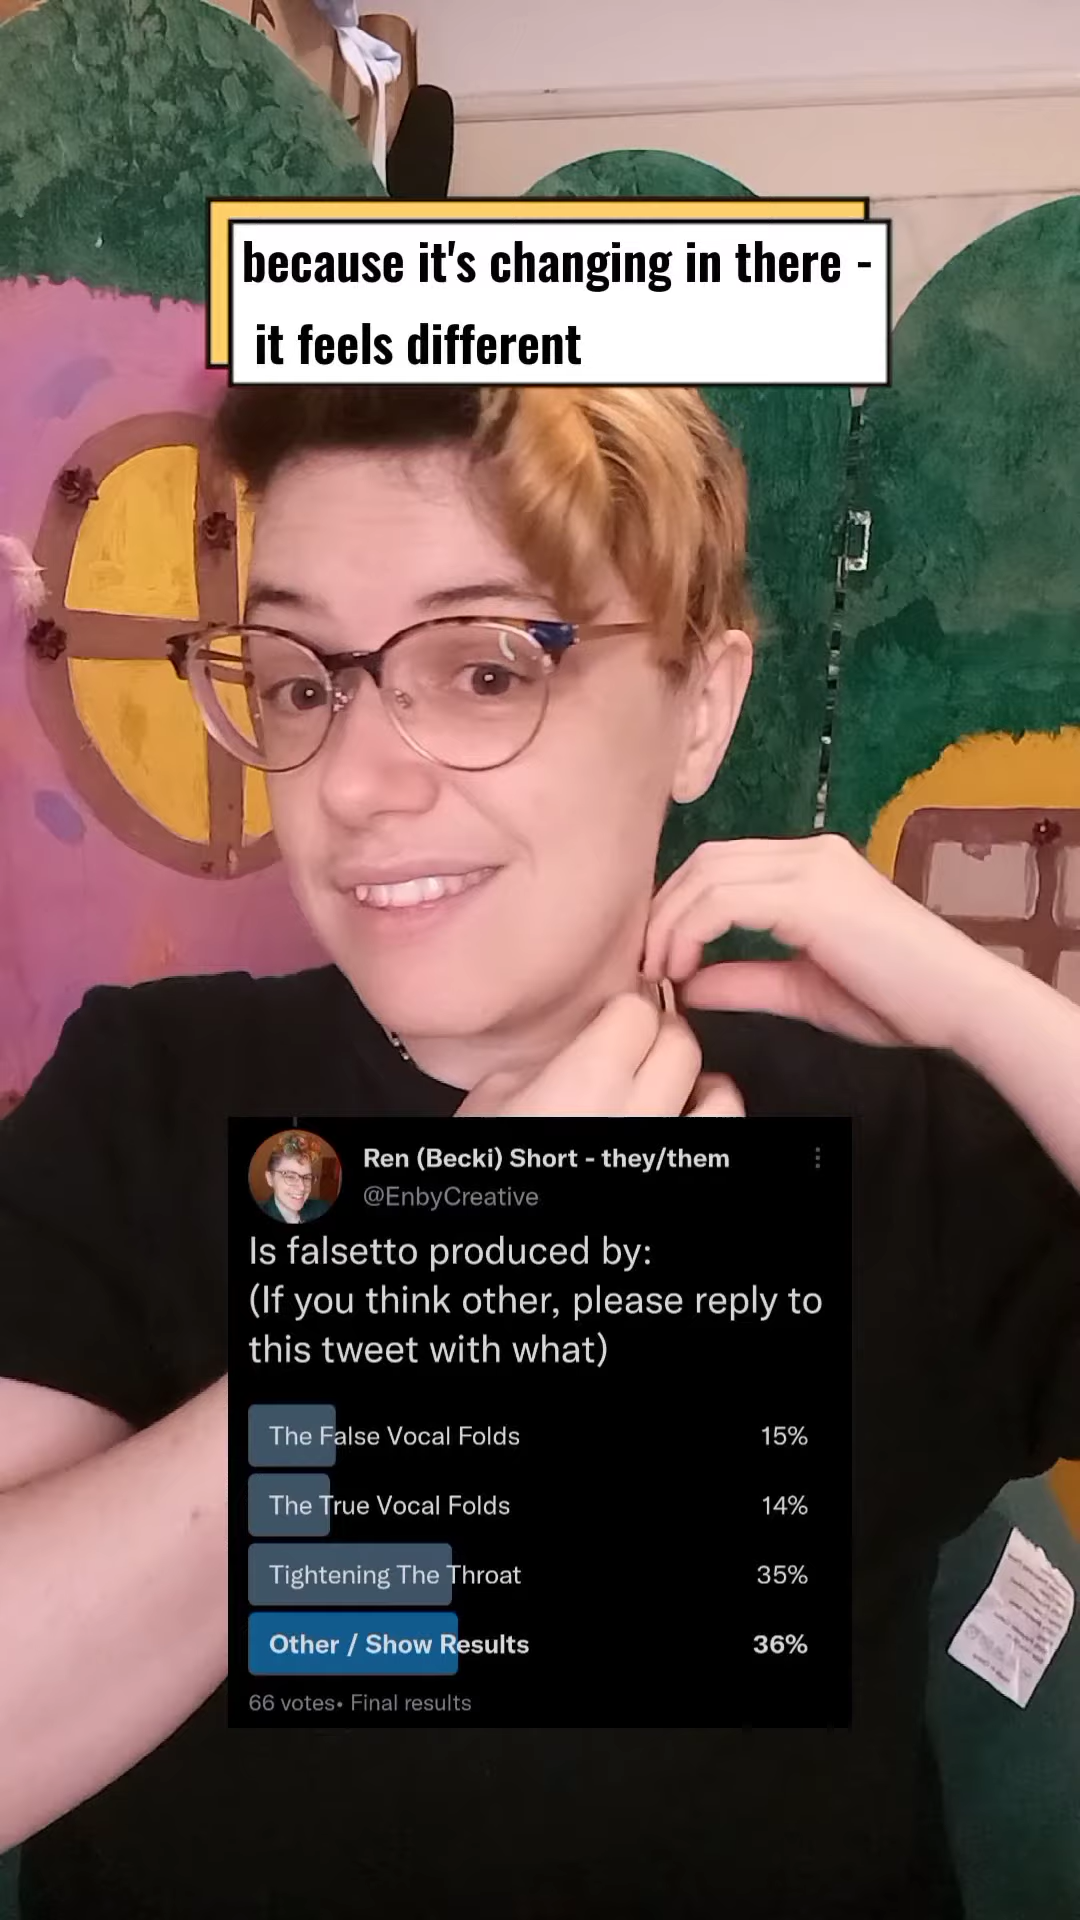 because it's changing in there -
it feels different
Ren (Becki) Short - they/them
@EnbyCreative
Is falsetto produced by:
(If you think other, please reply to
this tweet with what)
The False Vocal Folds 15%
The True Vocal Folds 14%
Tightening The Throat 35%
Other / Show Results 36%
66 votes• Final results